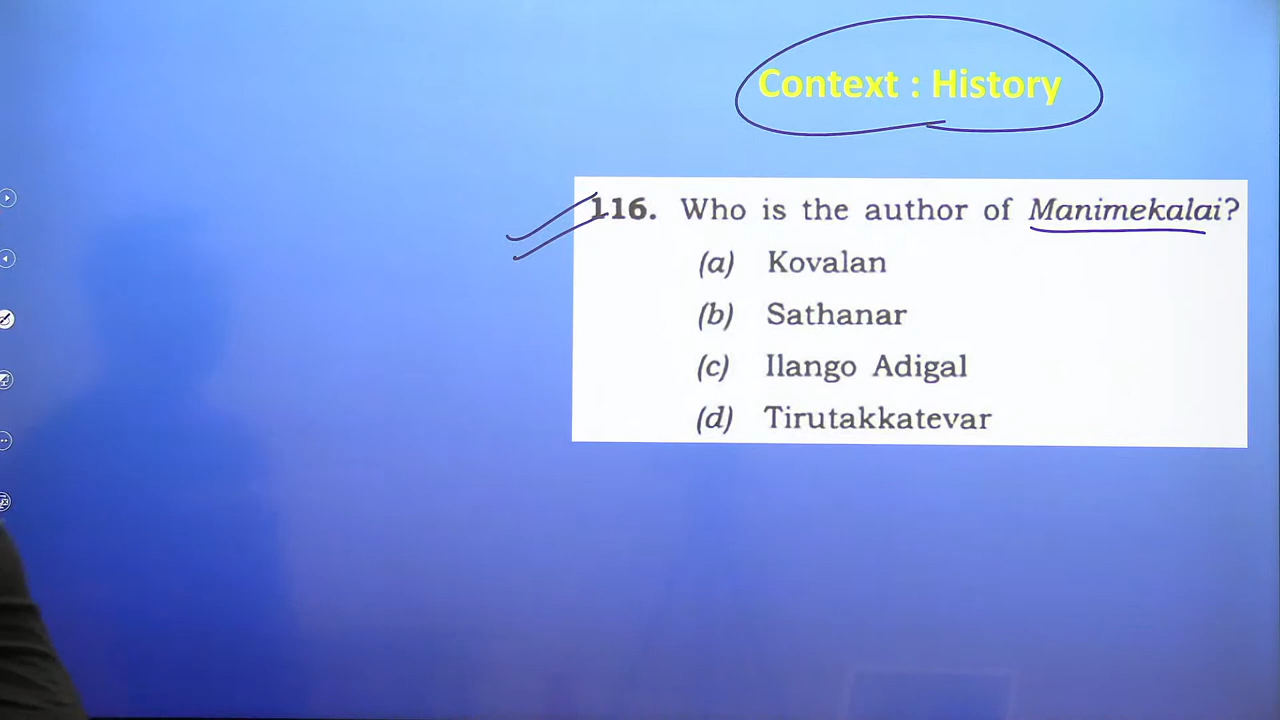 Context : History
116. Who is the author of Manimekalai?
(a) Kovalan
(b) Sathanar
(c) Ilango Adigal
(d) Tirutakkatevar